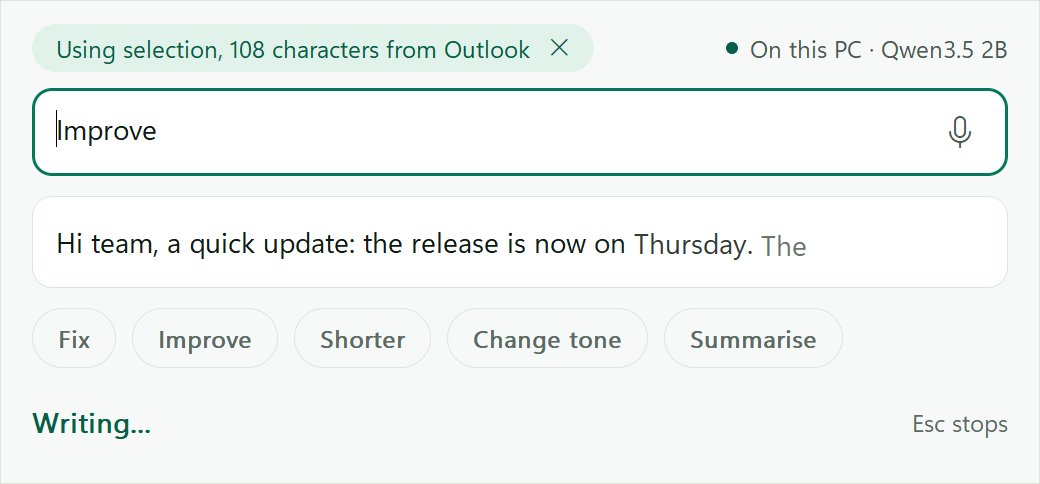 Using selection, 108 characters from Outlook
On this PC · Qwen3.5 2B
Improve
Hi team, a quick update: the release is now on Thursday. The
Fix
Improve
Shorter
Change tone
Summarise
Writing...
Esc stops